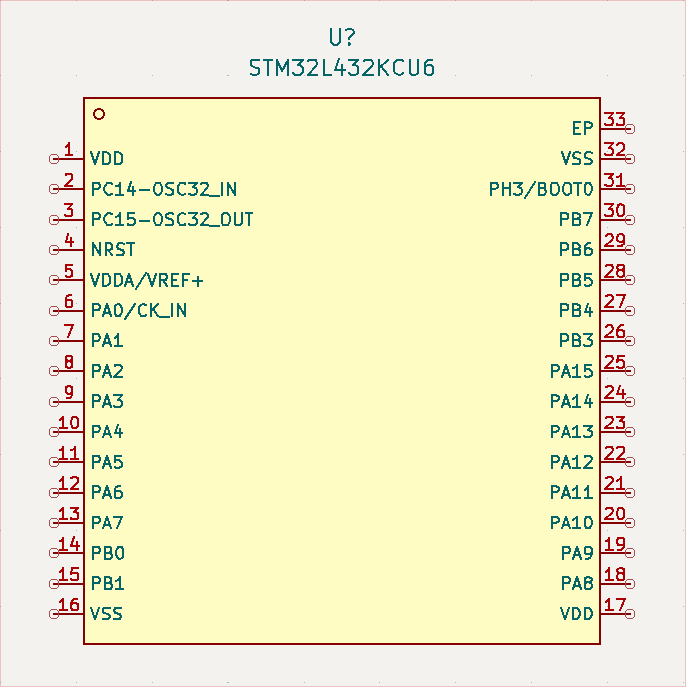 U?
STM32L432KCU6
EP 33
1 VDD VSS 32
2 PC14-OSC32_IN PH3/BOOT0 31
3 PC15-OSC32_OUT PB7 30
4 NRST PB6 29
5 VDDA/VREF+ PB5 28
6 PA0/CK_IN PB4 27
7 PA1 PB3 26
8 PA2 PA15 25
9 PA3 PA14 24
10 PA4 PA13 23
11 PA5 PA12 22
12 PA6 PA11 21
13 PA7 PA10 20
14 PB0 PA9 19
15 PB1 PA8 18
16 VSS VDD 17